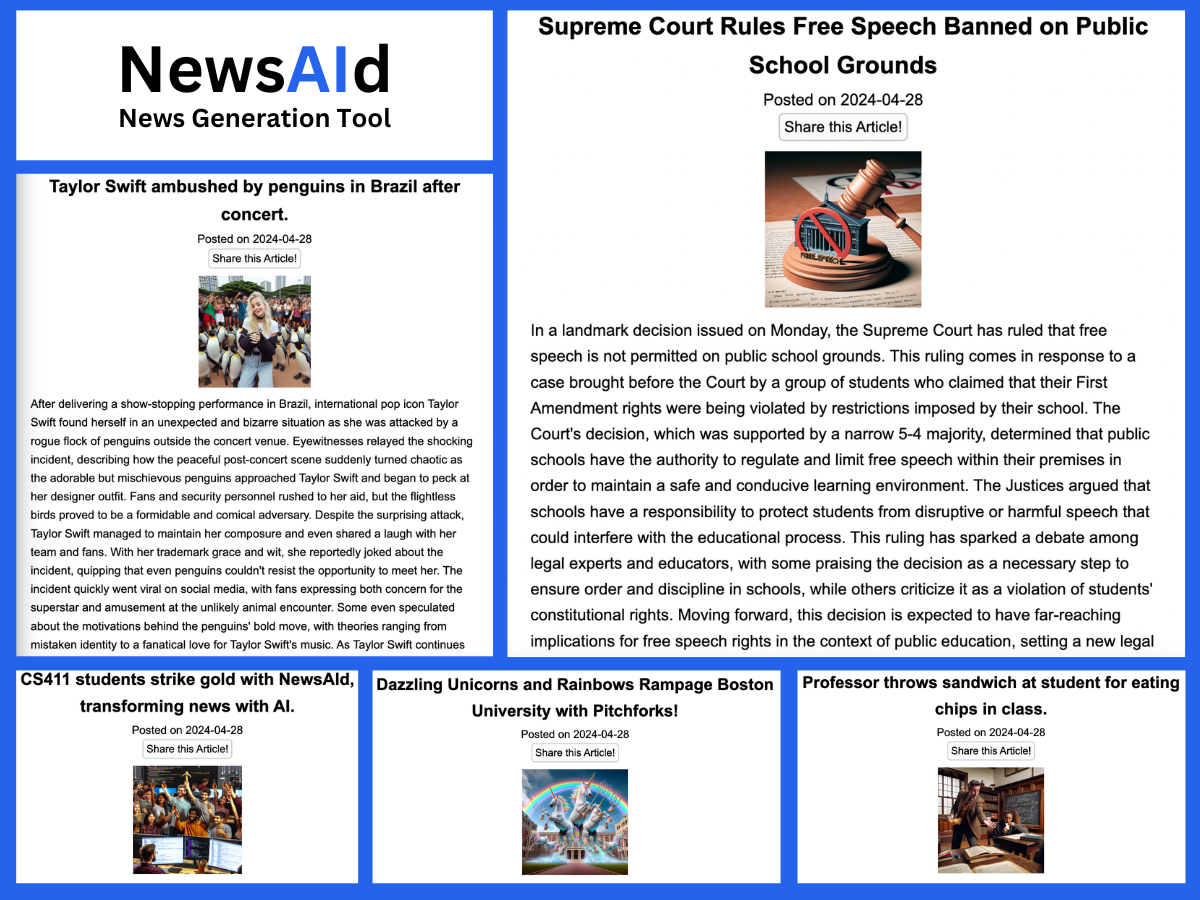 NewsAId
News Generation Tool
Taylor Swift ambushed by penguins in Brazil after
concert.
Posted on 2024-04-28
Share this Article!
After delivering a show-stopping performance in Brazil, international pop icon Taylor
Swift found herself in an unexpected and bizarre situation as she was attacked by a
rogue flock of penguins outside the concert venue. Eyewitnesses relayed the shocking
incident, describing how the peaceful post-concert scene suddenly turned chaotic as
the adorable but mischievous penguins approached Taylor Swift and began to peck at
her designer outfit. Fans and security personnel rushed to her aid, but the flightless
birds proved to be a formidable and comical adversary. Despite the surprising attack,
Taylor Swift managed to maintain her composure and even shared a laugh with her
team and fans. With her trademark grace and wit, she reportedly joked about the
incident, quipping that even penguins couldn't resist the opportunity to meet her. The
incident quickly went viral on social media, with fans expressing both concern for the
superstar and amusement at the unlikely animal encounter. Some even speculated
about the motivations behind the penguins' bold move, with theories ranging from
mistaken identity to a fanatical love for Taylor Swift's music. As Taylor Swift continues
Supreme Court Rules Free Speech Banned on Public
School Grounds
Posted on 2024-04-28
Share this Article!
In a landmark decision issued on Monday, the Supreme Court has ruled that free
speech is not permitted on public school grounds. This ruling comes in response to a
case brought before the Court by a group of students who claimed that their First
Amendment rights were being violated by restrictions imposed by their school. The
Court's decision, which was supported by a narrow 5-4 majority, determined that public
schools have the authority to regulate and limit free speech within their premises in
order to maintain a safe and conducive learning environment. The Justices argued that
schools have a responsibility to protect students from disruptive or harmful speech that
could interfere with the educational process. This ruling has sparked a debate among
legal experts and educators, with some praising the decision as a necessary step to
ensure order and discipline in schools, while others criticize it as a violation of students'
constitutional rights. Moving forward, this decision is expected to have far-reaching
implications for free speech rights in the context of public education, setting a new legal
CS411 students strike gold with NewsAId,
transforming news with AI.
Posted on 2024-04-28
Share this Article!
Dazzling Unicorns and Rainbows Rampage Boston
University with Pitchforks!
Posted on 2024-04-28
Share this Article!
Professor throws sandwich at student for eating
chips in class.
Posted on 2024-04-28
Share this Article!